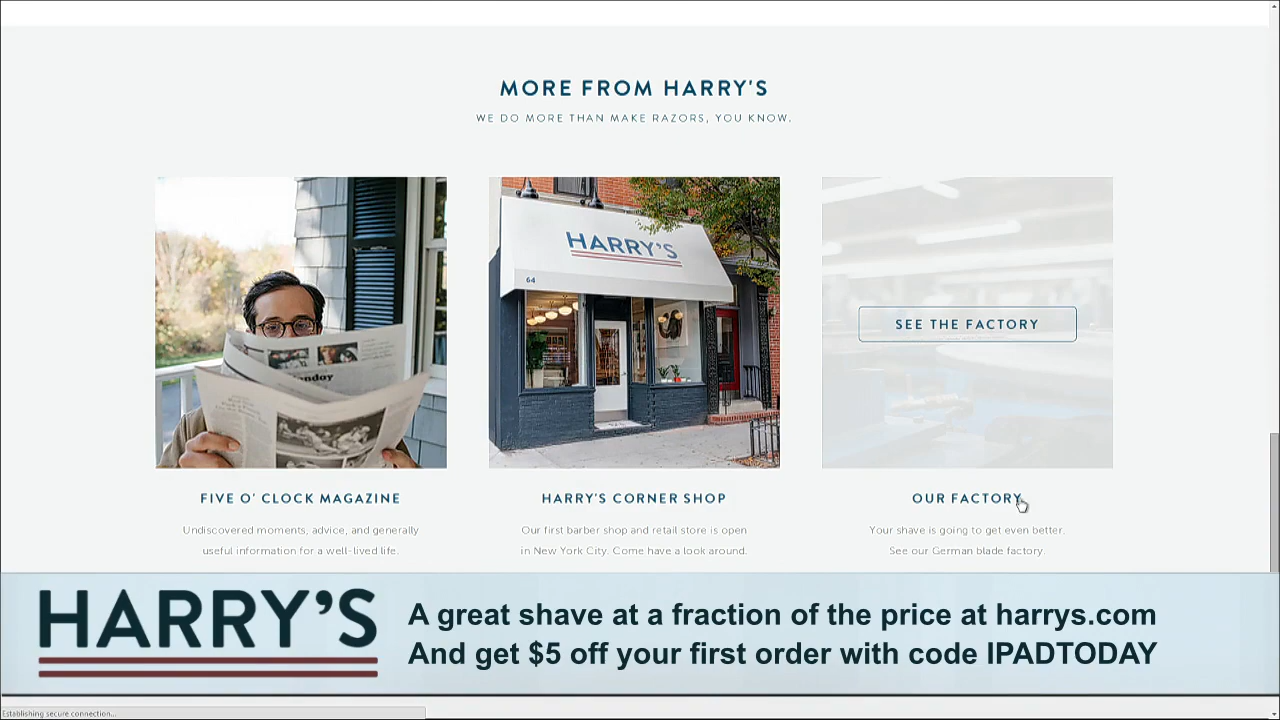 MORE FROM HARRY'S
WE DO MORE THAN MAKE RAZORS, YOU KNOW.
nday
HARRY'S
64
SEE THE FACTORY
FIVE O' CLOCK MAGAZINE
HARRY'S CORNER SHOP
OUR FACTORY
Undiscovered moments, advice, and generally
useful information for a well-lived life.
Our first barber shop and retail store is open
in New York City. Come have a look around.
Your shave is going to get even better.
See our German blade factory.
HARRY'S
A great shave at a fraction of the price at harrys.com
And get $5 off your first order with code IPADTODAY
Establishing secure connection...